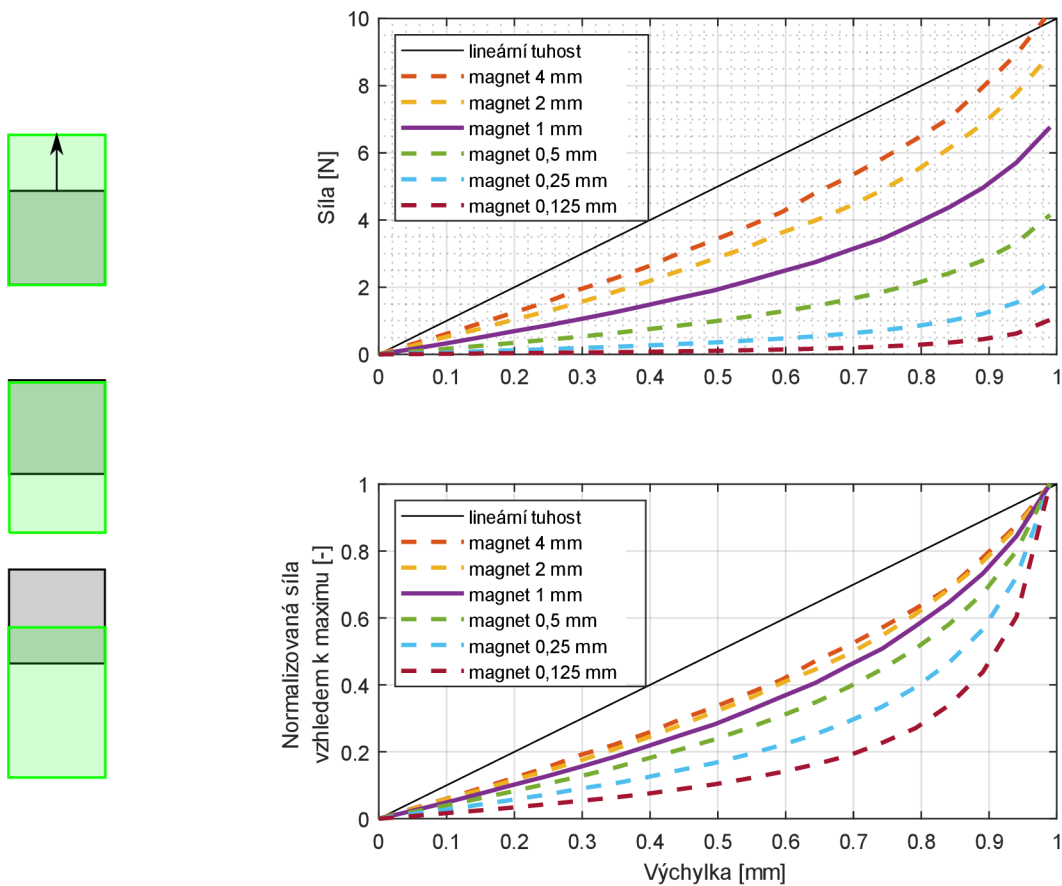 10
8
6
4
2
0
Síla [N]
lineámí tuhost
magnet 4 mm
magnet 2 mm
magnet 1 mm
magnet 0,5 mm
magnet 0,25 mm
magnet 0,125 mm
0 0.1 0.2 0.3 0.4 0.5 0.6 0.7 0.8 0.9 1
1
0.8
0.6
0.4
0.2
0
Normalizovaná síla
vzhledem k maximu [-]
lineámí tuhost
magnet 4 mm
magnet 2 mm
magnet 1 mm
magnet 0,5 mm
magnet 0,25 mm
magnet 0,125 mm
0 0.1 0.2 0.3 0.4 0.5 0.6 0.7 0.8 0.9 1
Výchylka [mm]